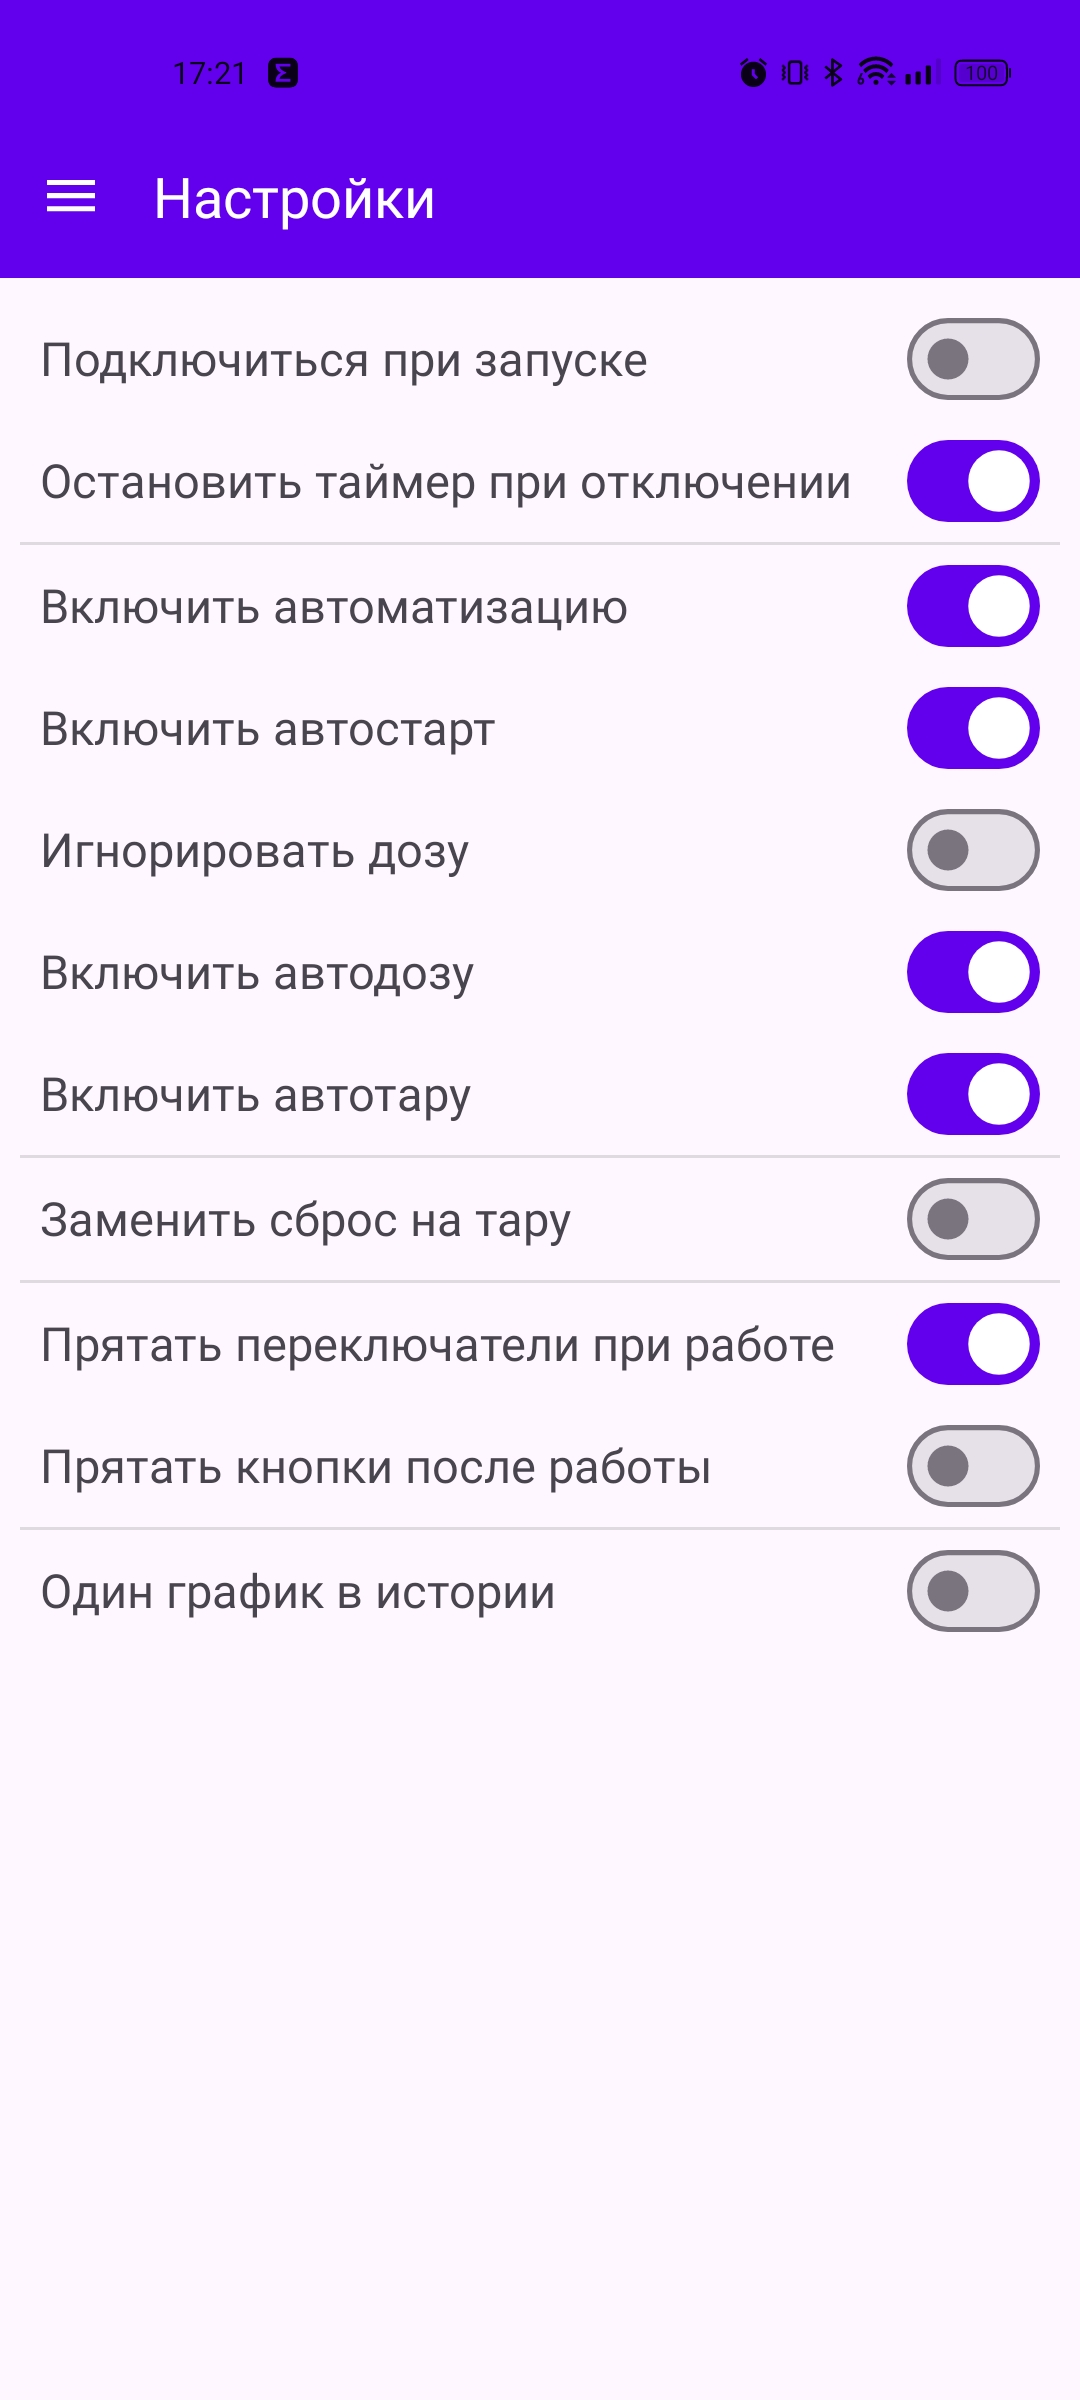 17:21
100
Настройки
Подключиться при запуске
Остановить таймер при отключении
Включить автоматизацию
Включить автостарт
Игнорировать дозу
Включить автодозу
Включить автотару
Заменить сброс на тару
Прятать переключатели при работе
Прятать кнопки после работы
Один график в истории